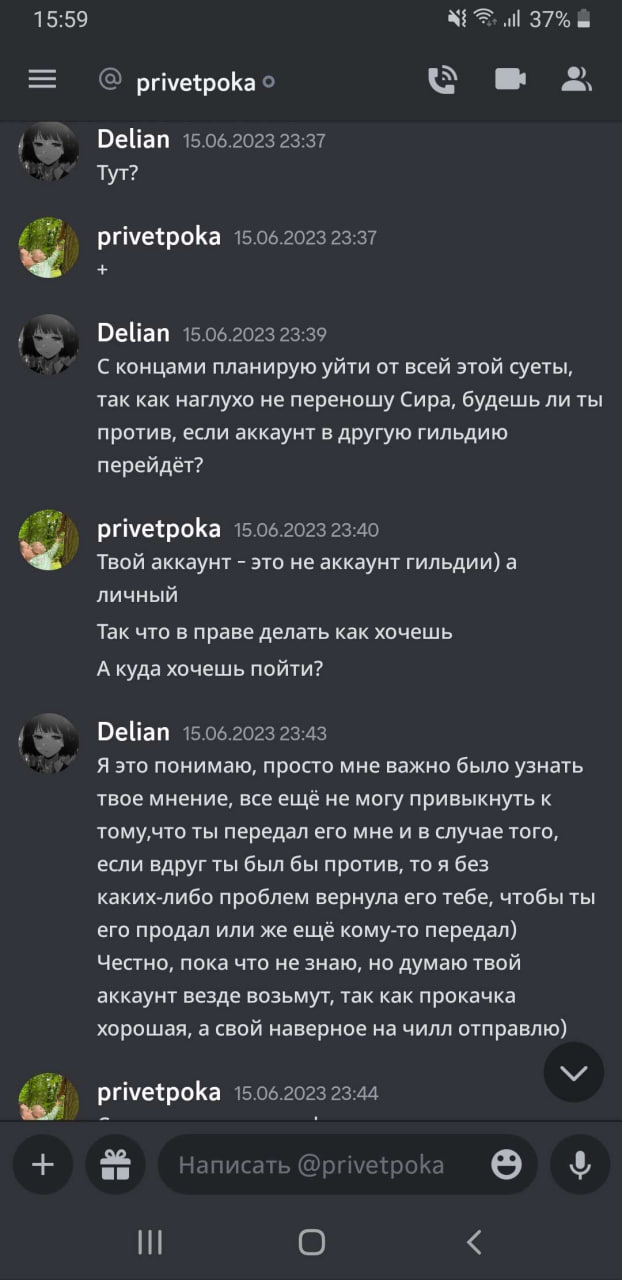 15:59
37%
@ privetpoka
Delian 15.06.2023 23:37
Тут?
privetpoka 15.06.2023 23:37
+
Delian 15.06.2023 23:39
С концами планирую уйти от всей этой суеты,
так как наглухо не переношу Сира, будешь ли ты
против, если аккаунт в другую гильдию
перейдёт?
privetpoka 15.06.2023 23:40
Твой аккаунт - это не аккаунт гильдии) а
личный
Так что в праве делать как хочешь
А куда хочешь пойти?
Delian 15.06.2023 23:43
Я это понимаю, просто мне важно было узнать
твое мнение, все ещё не могу привыкнуть к
тому,что ты передал его мне и в случае того,
если вдруг ты был бы против, то я без
каких-либо проблем вернула его тебе, чтобы ты
его продал или же ещё кому-то передал)
Честно, пока что не знаю, но думаю твой
аккаунт везде возьмут, так как прокачка
хорошая, а свой наверное на чилл отправлю)
privetpoka 15.06.2023 23:44
Написать @privetpoka